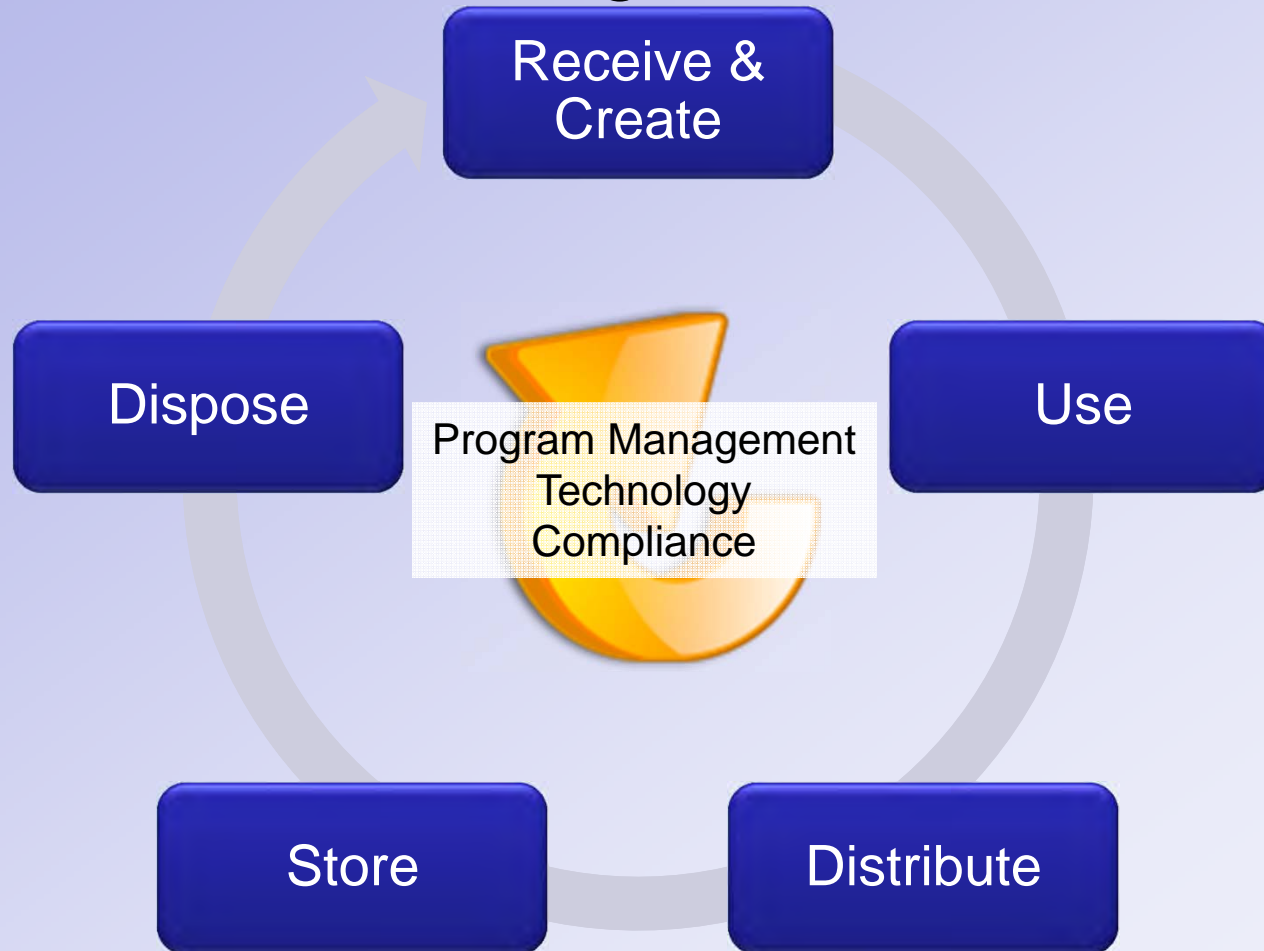 Receive &
Create
Use
Distribute
Store
Dispose
Program Management
Technology
Compliance